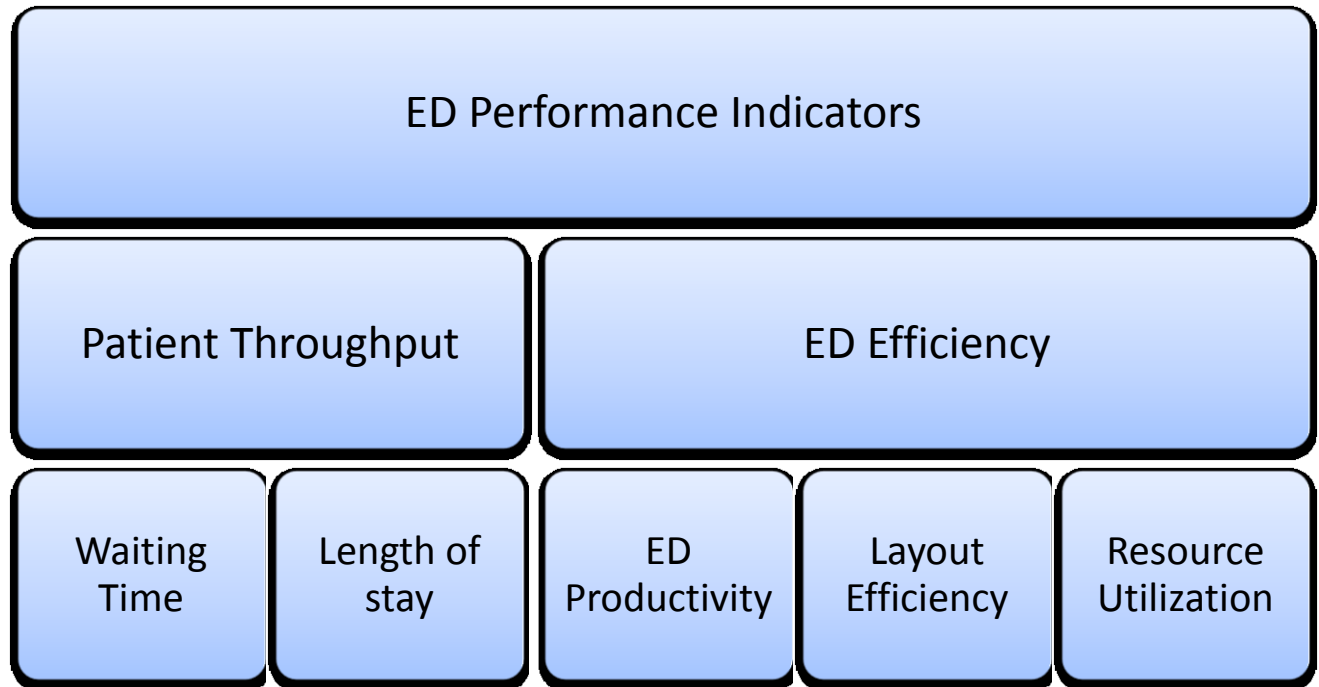 ED Performance Indicators
Patient Throughput
ED Efficiency
Waiting
Time
Length of
stay
ED
Productivity
Layout
Efficiency
Resource
Utilization